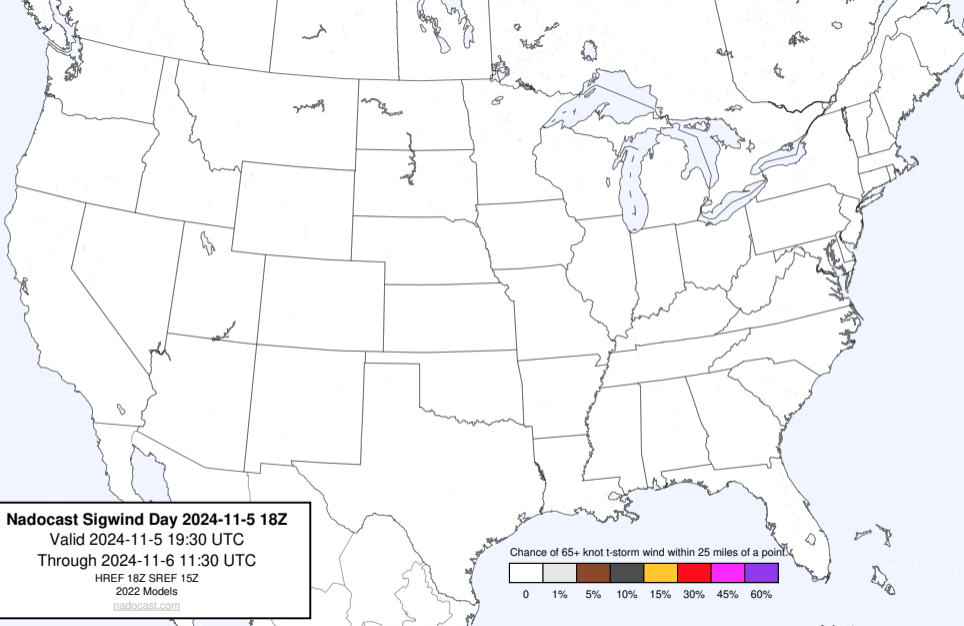 Nadocast Sigwind Day 2024-11-5 18Z
Valid 2024-11-5 19:30 UTC
Through 2024-11-6 11:30 UTC
HREF 18Z SREF 15Z
2022 Models
nadocast.com
Chance of 65+ knot t-storm wind within 25 miles of a point.
0 1% 5% 10% 15% 30% 45% 60%